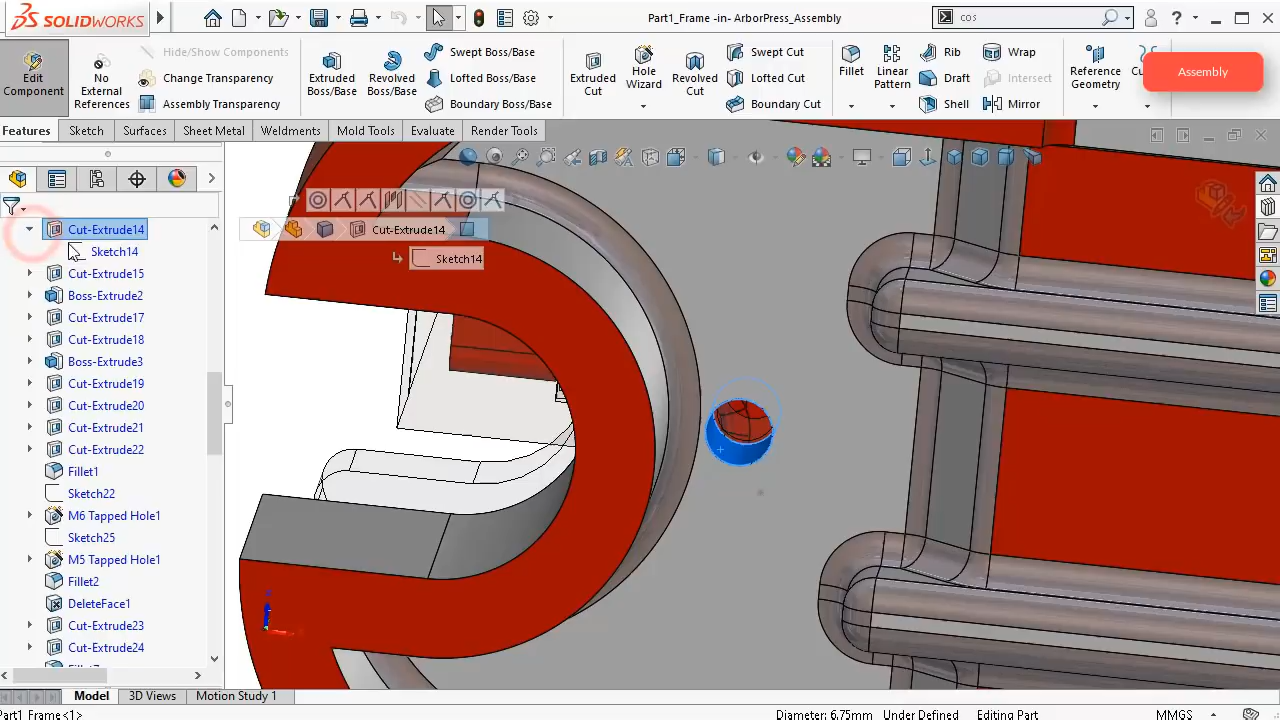 SOLIDWORKS
Part1_Frame -in- ArborPress_Assembly
cos
Edit Component
No External References
Hide/Show Components
Change Transparency
Assembly Transparency
Extruded Boss/Base
Revolved Boss/Base
Swept Boss/Base
Lofted Boss/Base
Boundary Boss/Base
Extruded Cut
Hole Wizard
Revolved Cut
Swept Cut
Lofted Cut
Boundary Cut
Fillet
Linear Pattern
Rib
Draft
Shell
Wrap
Intersect
Mirror
Reference Geometry
Assembly
Features
Sketch
Surfaces
Sheet Metal
Weldments
Mold Tools
Evaluate
Render Tools
Cut-Extrude14
Sketch14
Cut-Extrude15
Boss-Extrude2
Cut-Extrude17
Cut-Extrude18
Boss-Extrude3
Cut-Extrude19
Cut-Extrude20
Cut-Extrude21
Cut-Extrude22
Fillet1
Sketch22
M6 Tapped Hole1
Sketch25
M5 Tapped Hole1
Fillet2
DeleteFace1
Cut-Extrude23
Cut-Extrude24
Cut-Extrude14
Sketch14
Model
3D Views
Motion Study 1
Part1 Frame <1>
Diameter: 6.75mm
Under Defined
Editing Part
MMGS